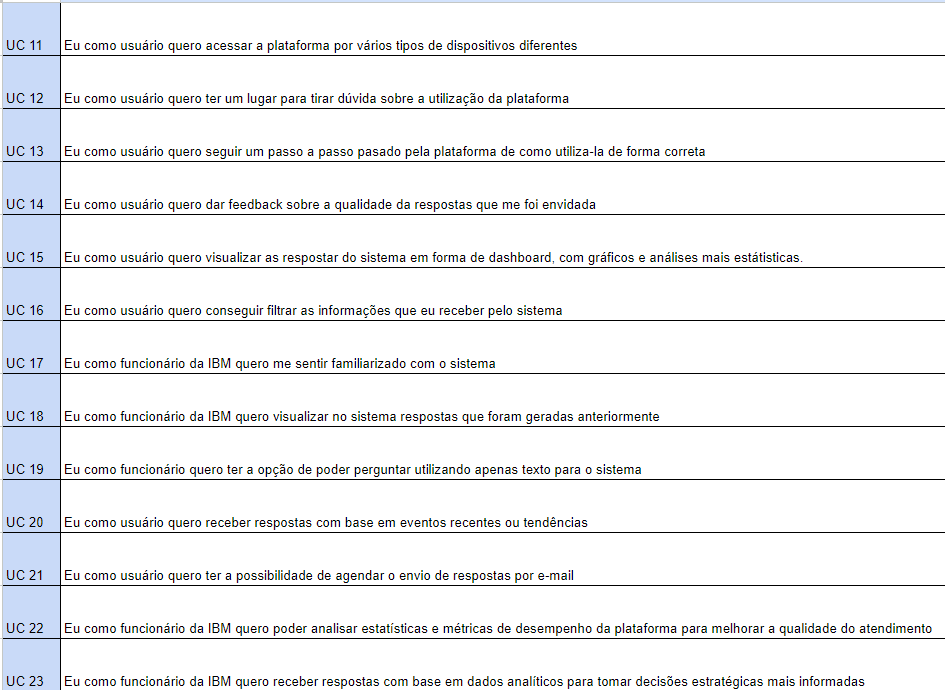 UC 11 Eu como usuário quero acessar a plataforma por vários tipos de dispositivos diferentes
UC 12 Eu como usuário quero ter um lugar para tirar dúvida sobre a utilização da plataforma
UC 13 Eu como usuário quero seguir um passo a passo pasado pela plataforma de como utiliza-la de forma correta
UC 14 Eu como usuário quero dar feedback sobre a qualidade da respostas que me foi envidada
UC 15 Eu como usuário quero visualizar as respostar do sistema em forma de dashboard, com gráficos e análises mais estátisticas.
UC 16 Eu como usuário quero conseguir filtrar as informações que eu receber pelo sistema
UC 17 Eu como funcionário da IBM quero me sentir familiarizado com o sistema
UC 18 Eu como funcionário da IBM quero visualizar no sistema respostas que foram geradas anteriormente
UC 19 Eu como funcionário quero ter a opção de poder perguntar utilizando apenas texto para o sistema
UC 20 Eu como usuário quero receber respostas com base em eventos recentes ou tendências
UC 21 Eu como usuário quero ter a possibilidade de agendar o envio de respostas por e-mail
UC 22 Eu como funcionário da IBM quero poder analisar estatísticas e métricas de desempenho da plataforma para melhorar a qualidade do atendimento
UC 23 Eu como funcionário da IBM quero receber respostas com base em dados analíticos para tomar decisões estratégicas mais informadas